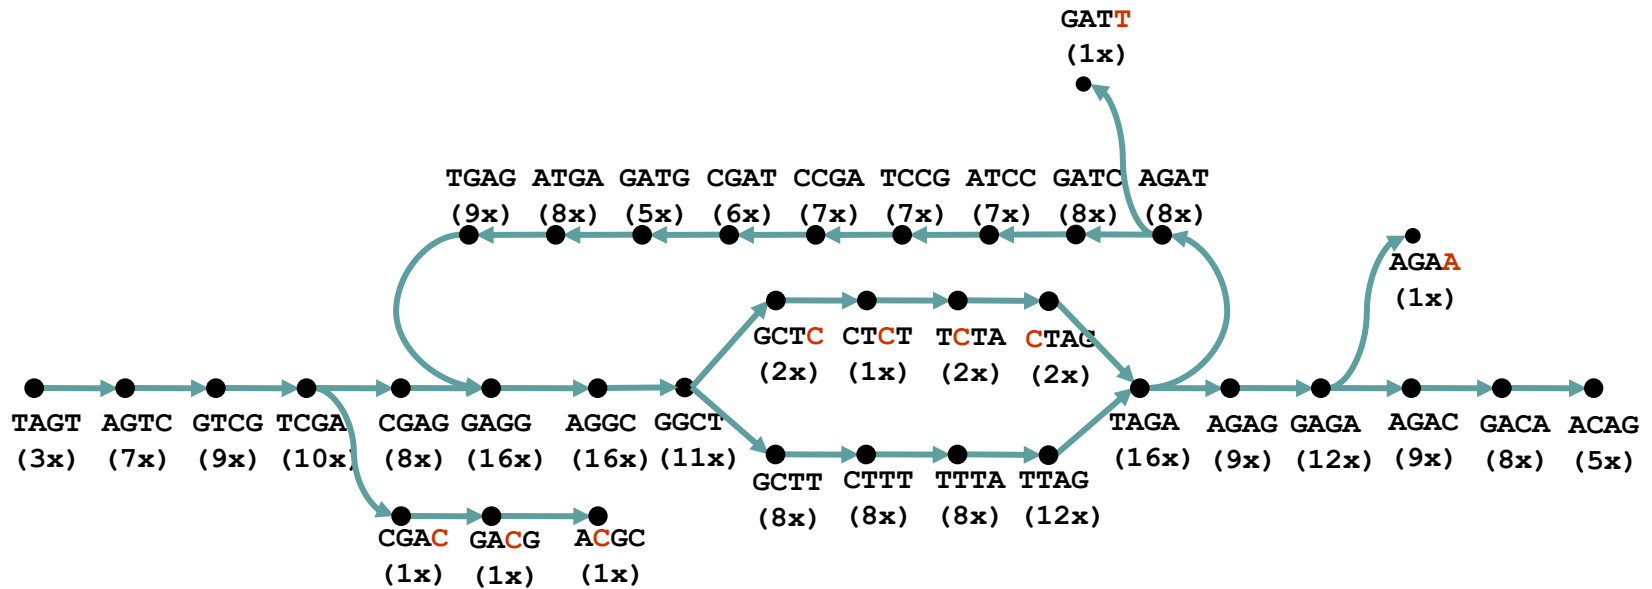 GATT
(1x)
TGAG ATGA GATG CGAT CCGA TCCG ATCC GATC AGAT
(9x) (8x) (5x) (6x) (7x) (7x) (7x) (8x) (8x)
AGAA
(1x)
GCTC CTCT TCTA CTAG
(2x) (1x) (2x) (2x)
TAGT AGTC GTCG TCGA CGAG GAGG AGGC GGCT TAGA AGAG GAGA AGAC GACA ACAG
(3x) (7x) (9x) (10x) (8x) (16x) (16x) (11x) (16x) (9x) (12x) (9x) (8x) (5x)
GCTT CTTT TTTA TTAG
(8x) (8x) (8x) (12x)
CGAC GACG ACGC
(1x) (1x) (1x)